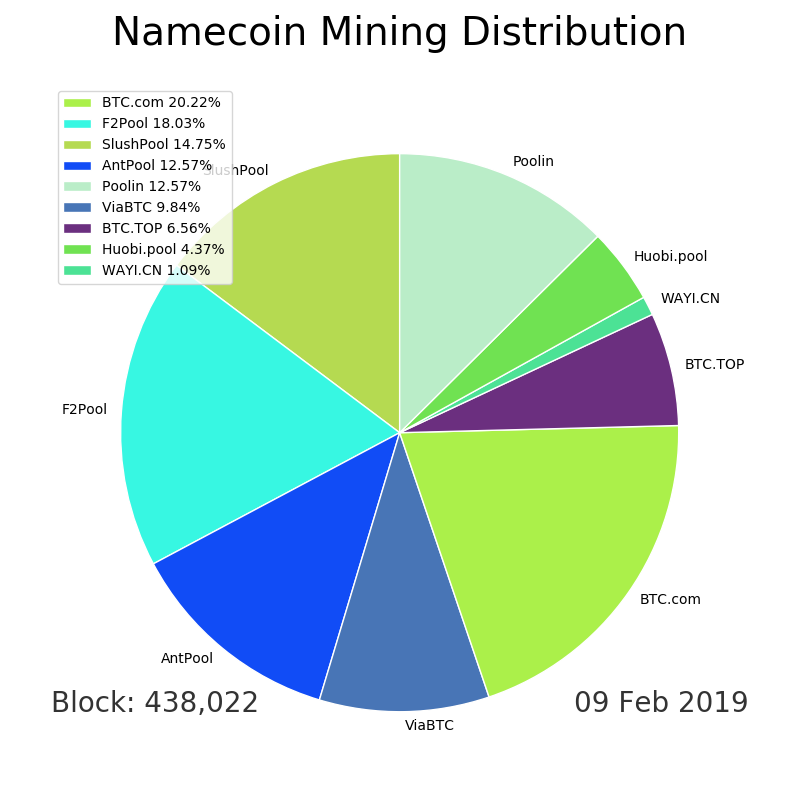 Namecoin Mining Distribution
BTC.com 20.22%
F2Pool 18.03%
SlushPool 14.75%
AntPool 12.57%
Poolin 12.57%
ViaBTC 9.84%
BTC.TOP 6.56%
Huobi.pool 4.37%
WAYI.CN 1.09%
SlushPool
Poolin
Huobi.pool
WAYI.CN
BTC.TOP
F2Pool
BTC.com
AntPool
ViaBTC
Block: 438,022
09 Feb 2019